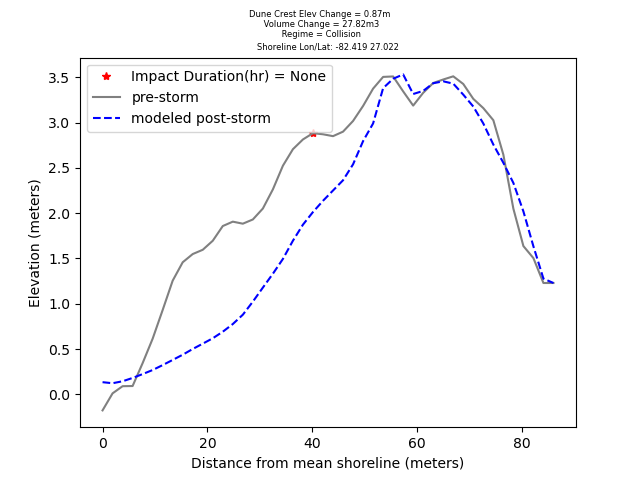 Dune Crest Elev Change = 0.87m
Volume Change = 27.82m3
Regime = Collision
Shoreline Lon/Lat: -82.419 27.022
Impact Duration(hr) = None
pre-storm
modeled post-storm
3.5
3.0
2.5
2.0
1.5
1.0
0.5
0.0
Elevation (meters)
0 20 40 60 80
Distance from mean shoreline (meters)